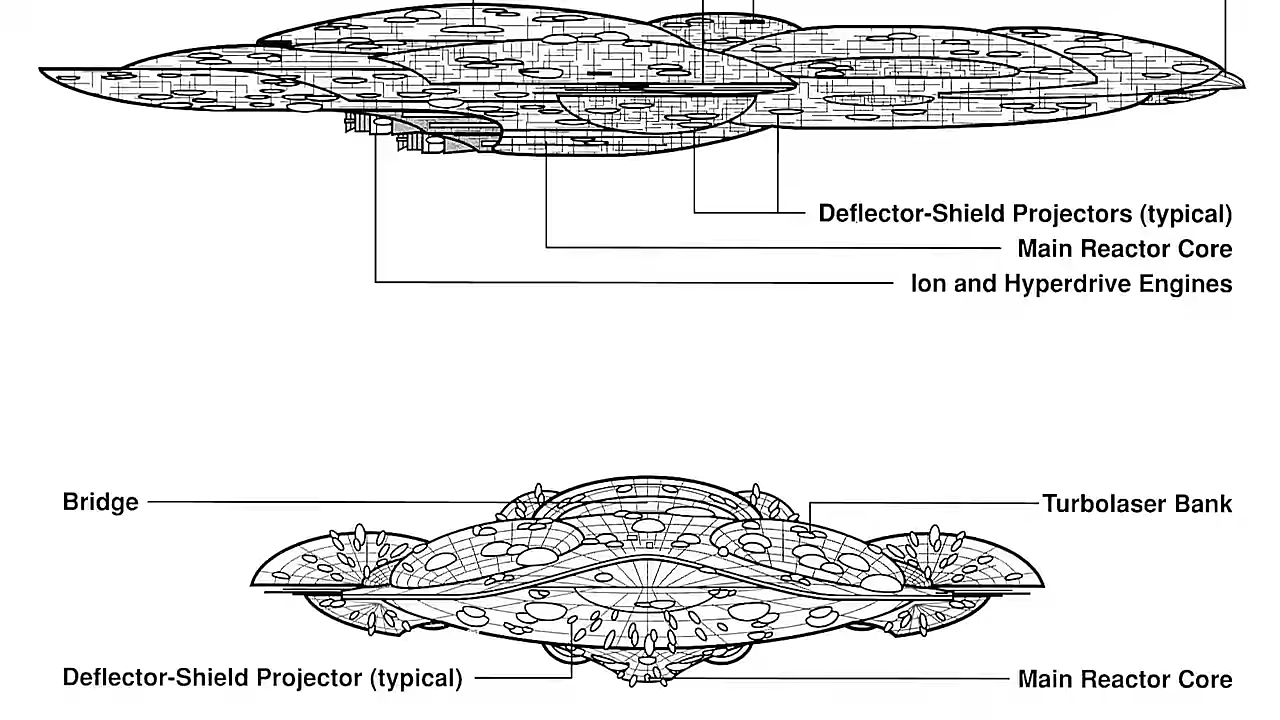 Deflector-Shield Projectors (typical)
Main Reactor Core
Ion and Hyperdrive Engines
Bridge
Turbolaser Bank
Deflector-Shield Projector (typical)
Main Reactor Core